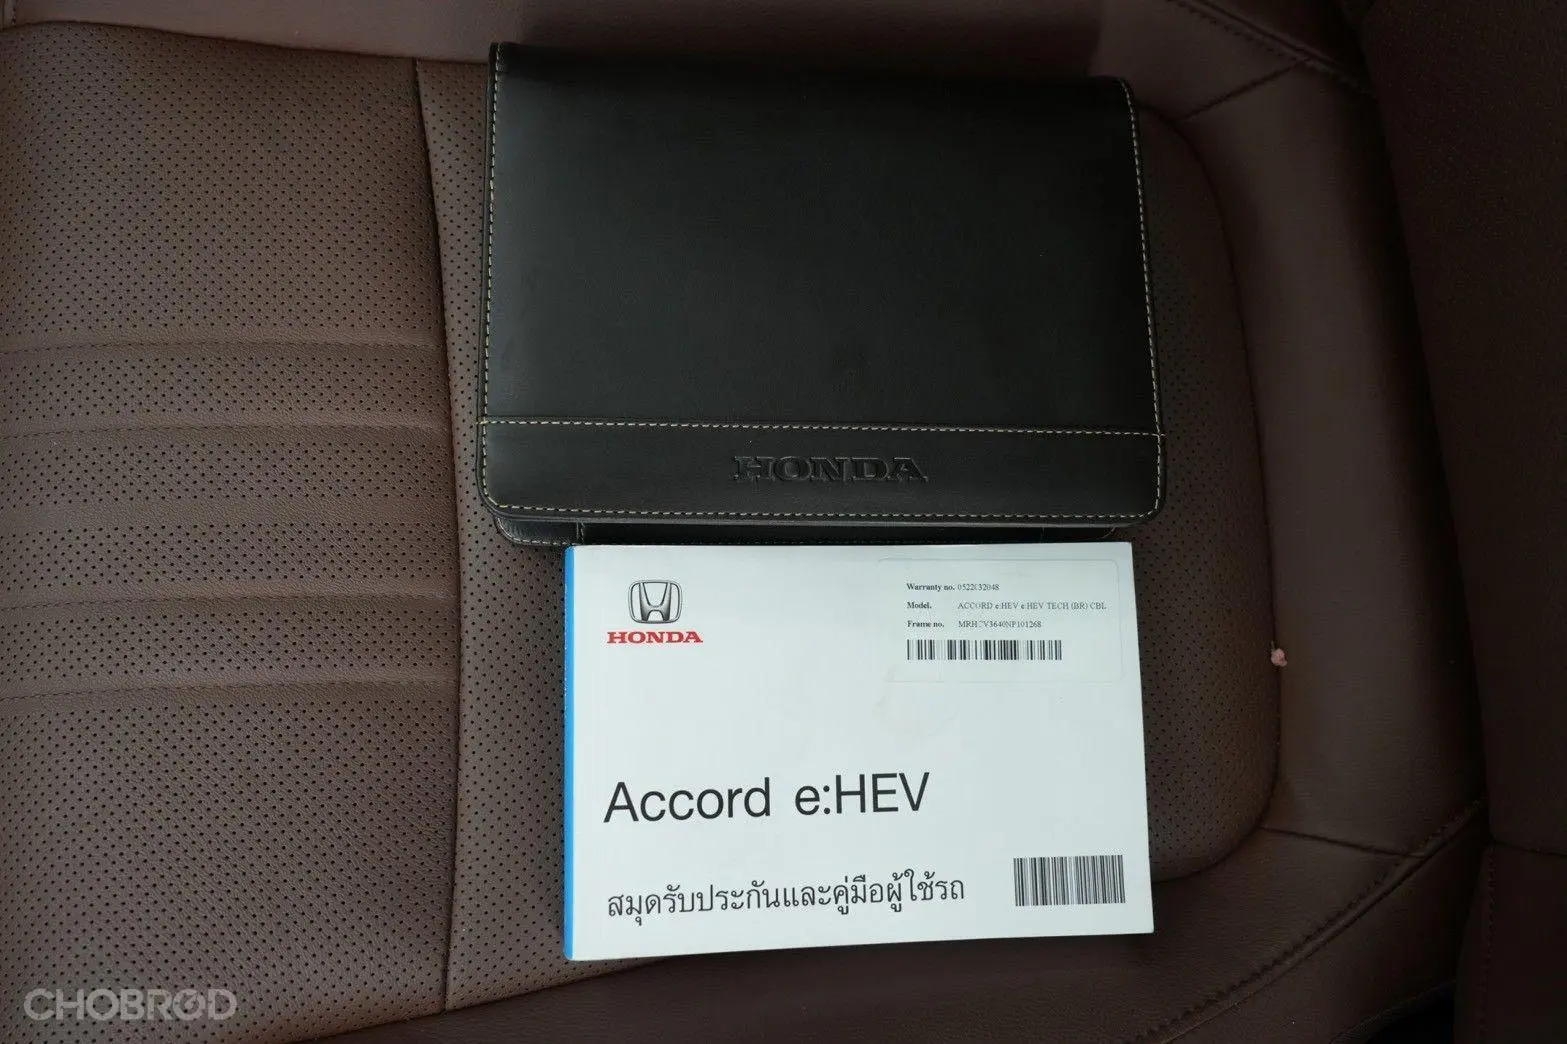 HONDA
HONDA
Warranty no. 0522032048
Model. ACCORD e:HEV e:HEV TECH (BR) CBL
Frame no.
Accord e:HEV
สมุดรับประกันและคู่มือผู้ใช้รถ
CHOBROD